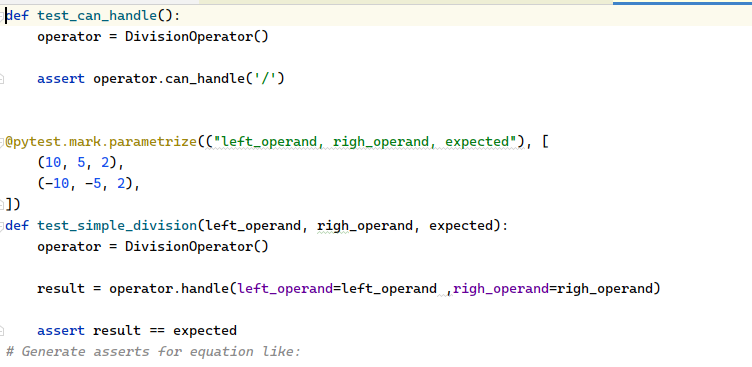 def test_can_handle():
    operator = DivisionOperator()
    assert operator.can_handle('/')
@pytest.mark.parametrize(("left_operand, righ_operand, expected"), [
    (10, 5, 2),
    (-10, -5, 2),
])
def test_simple_division(left_operand, righ_operand, expected):
    operator = DivisionOperator()
    result = operator.handle(left_operand=left_operand ,righ_operand=righ_operand)
    assert result == expected
# Generate asserts for equation like: